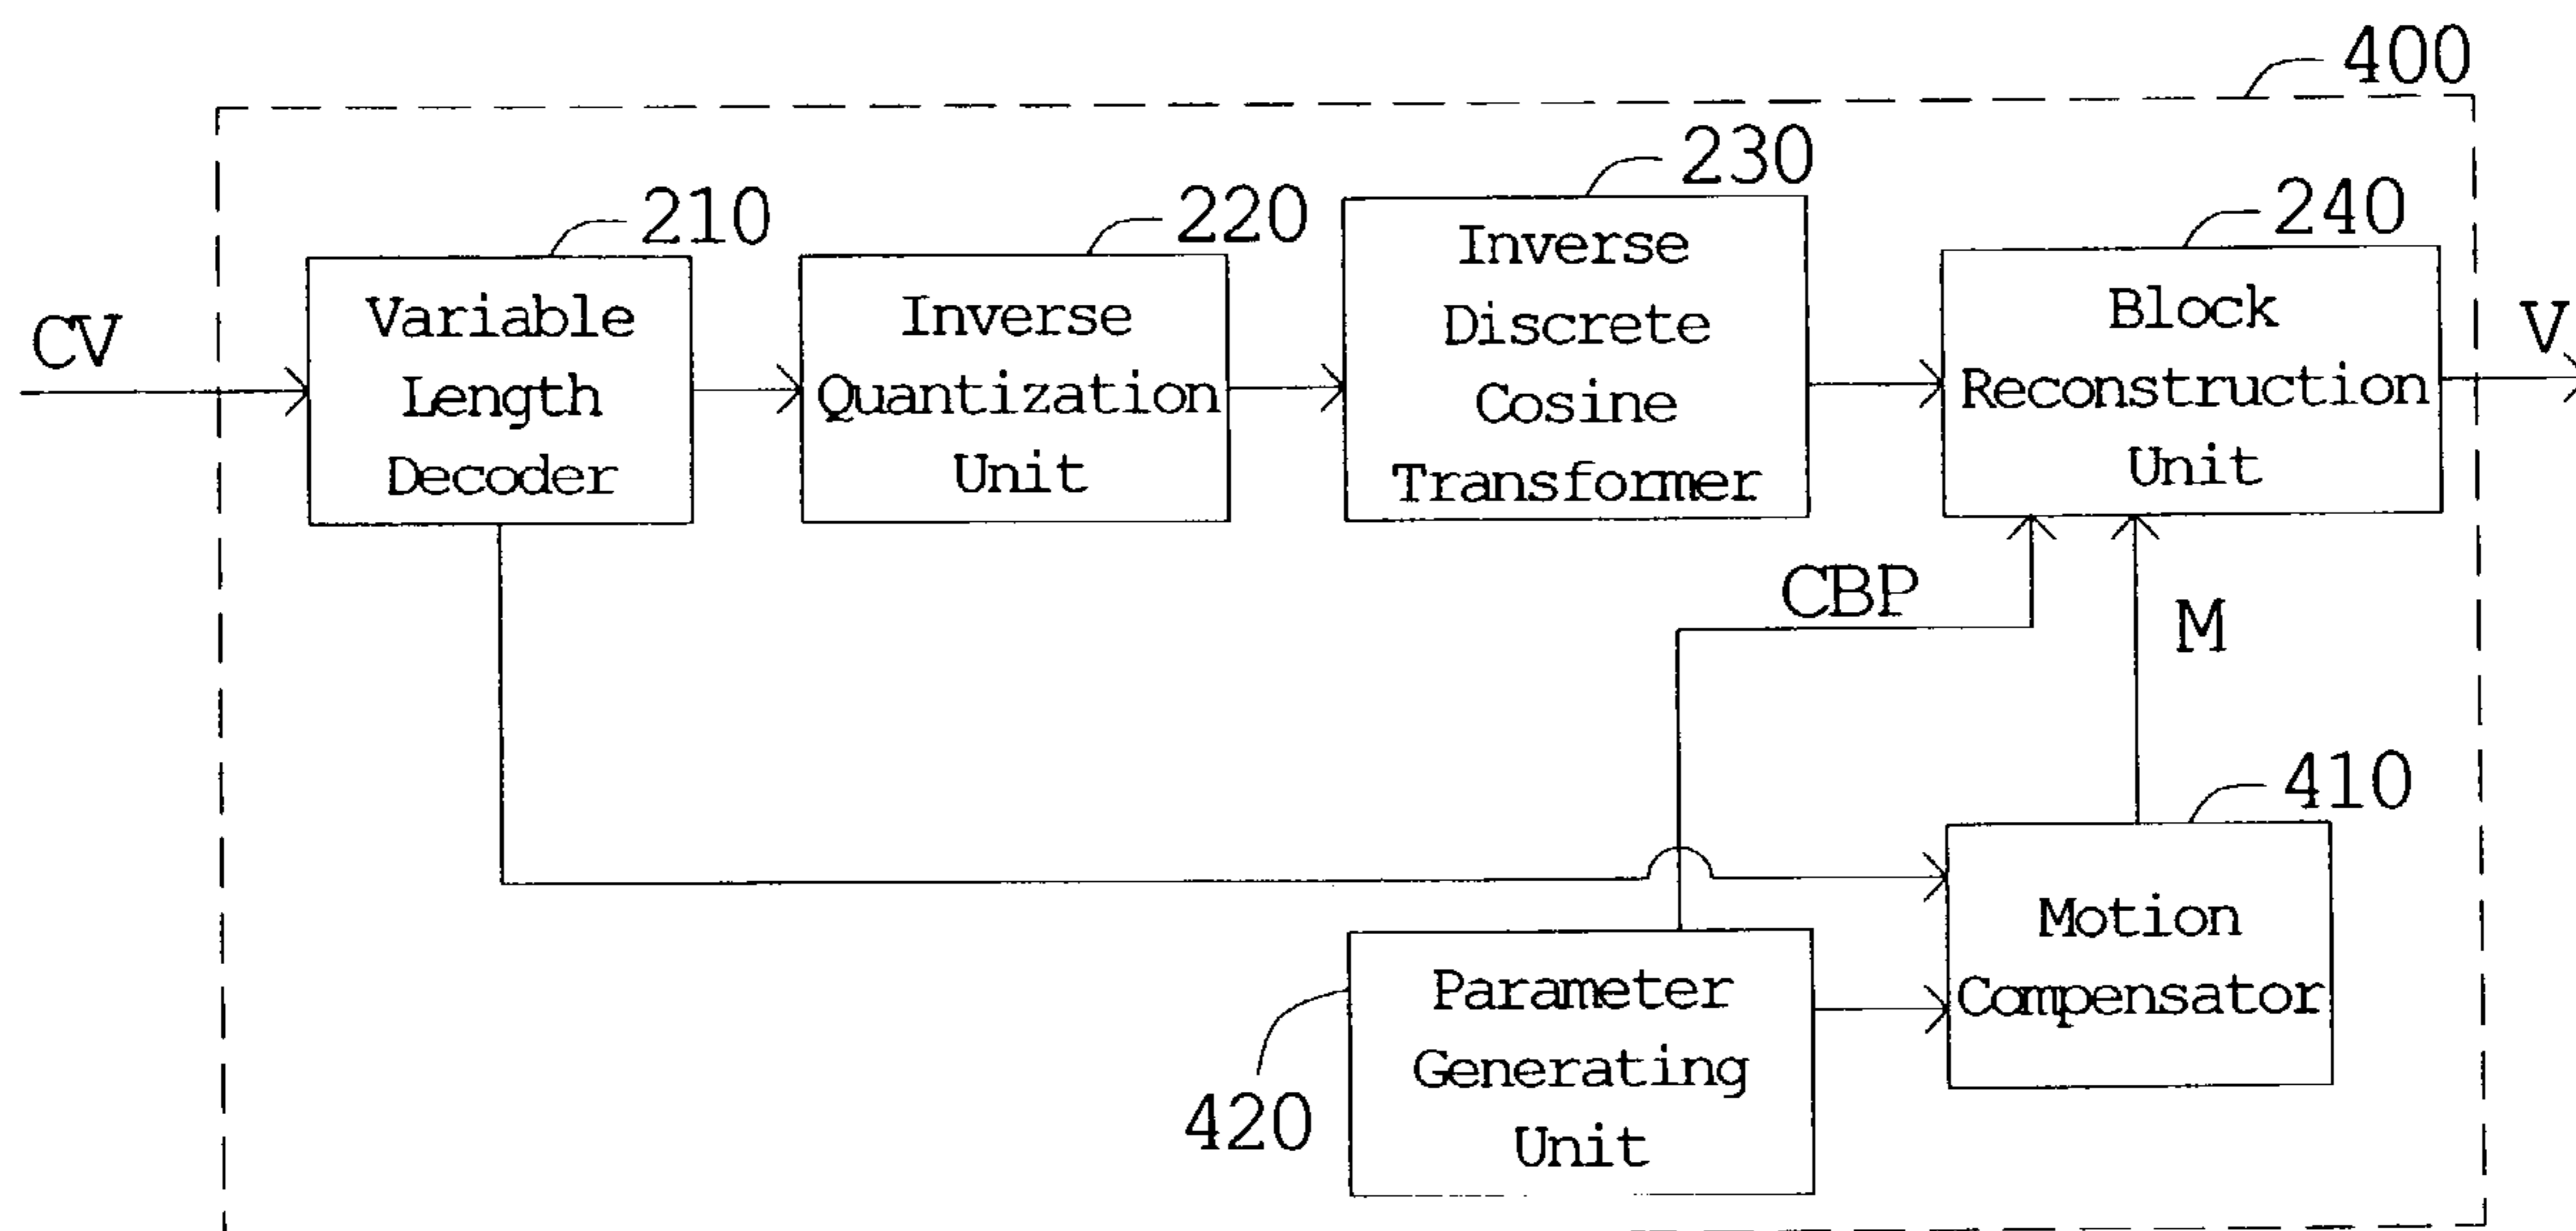 400
230
210
220
240
Variable
Length
Decoder
Inverse
Quantization
Unit
Inverse
Discrete
Cosine
Transformer
Block
Reconstruction
Unit
CV
V
CBP
M
410
Motion
Compensator
Parameter
Generating
Unit
420